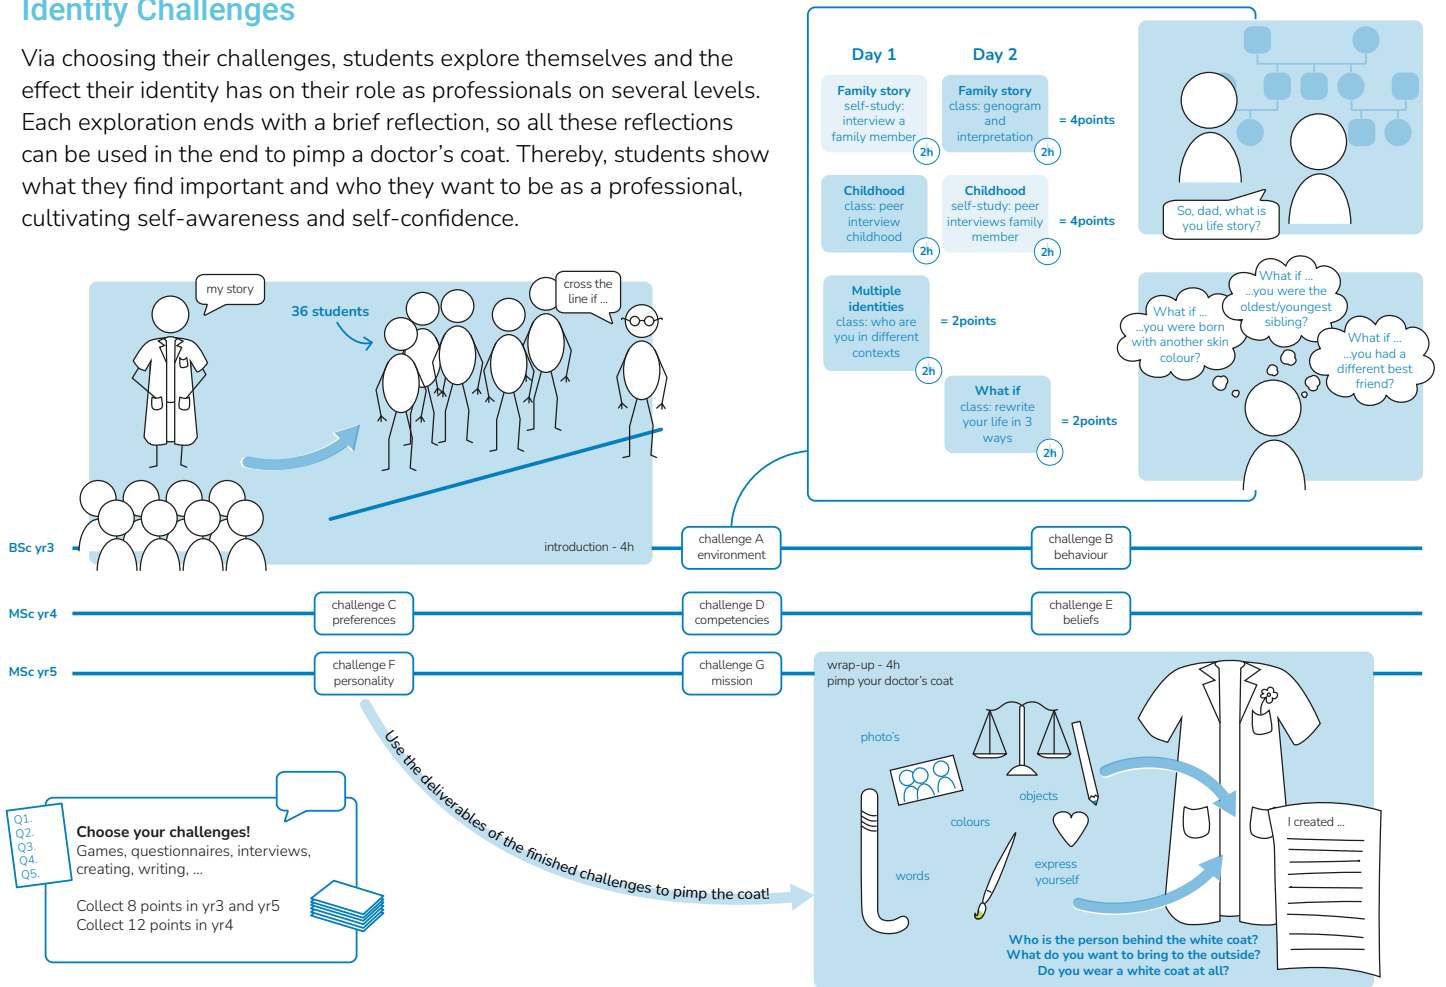 Identity Challenges
Via choosing their challenges, students explore themselves and the
effect their identity has on their role as professionals on several levels.
Each exploration ends with a brief reflection, so all these reflections
can be used in the end to pimp a doctor's coat. Thereby, students show
what they find important and who they want to be as a professional,
cultivating self-awareness and self-confidence.
my story
36 students
cross the
line if ...
introduction - 4h
Day 1
Day 2
Family story
self-study:
interview a
family member
2h
Family story
class: genogram
and
interpretation
2h
= 4points
Childhood
class: peer
interview
childhood
2h
Childhood
self-study: peer
interviews family
member
2h
= 4points
Multiple
identities
class: who are
you in different
contexts
2h
= 2points
What if
class: rewrite
your life in 3
ways
2h
= 2points
So, dad, what is
you life story?
What if ...
...you were born
with another skin
colour?
What if ...
...you were the
oldest/youngest
sibling?
What if ...
...you had a
different best
friend?
BSc yr3
challenge A
environment
challenge B
behaviour
MSc yr4
challenge C
preferences
challenge D
competencies
challenge E
beliefs
MSc yr5
challenge F
personality
challenge G
mission
wrap-up - 4h
pimp your doctor's coat
photo's
objects
colours
words
express
yourself
I created ...
Who is the person behind the white coat?
What do you want to bring to the outside?
Do you wear a white coat at all?
Use the deliverables of the finished challenges to pimp the coat!
Q1.
Q2.
Q3.
Q4.
Q5.
Choose your challenges!
Games, questionnaires, interviews,
creating, writing, ...
Collect 8 points in yr3 and yr5
Collect 12 points in yr4